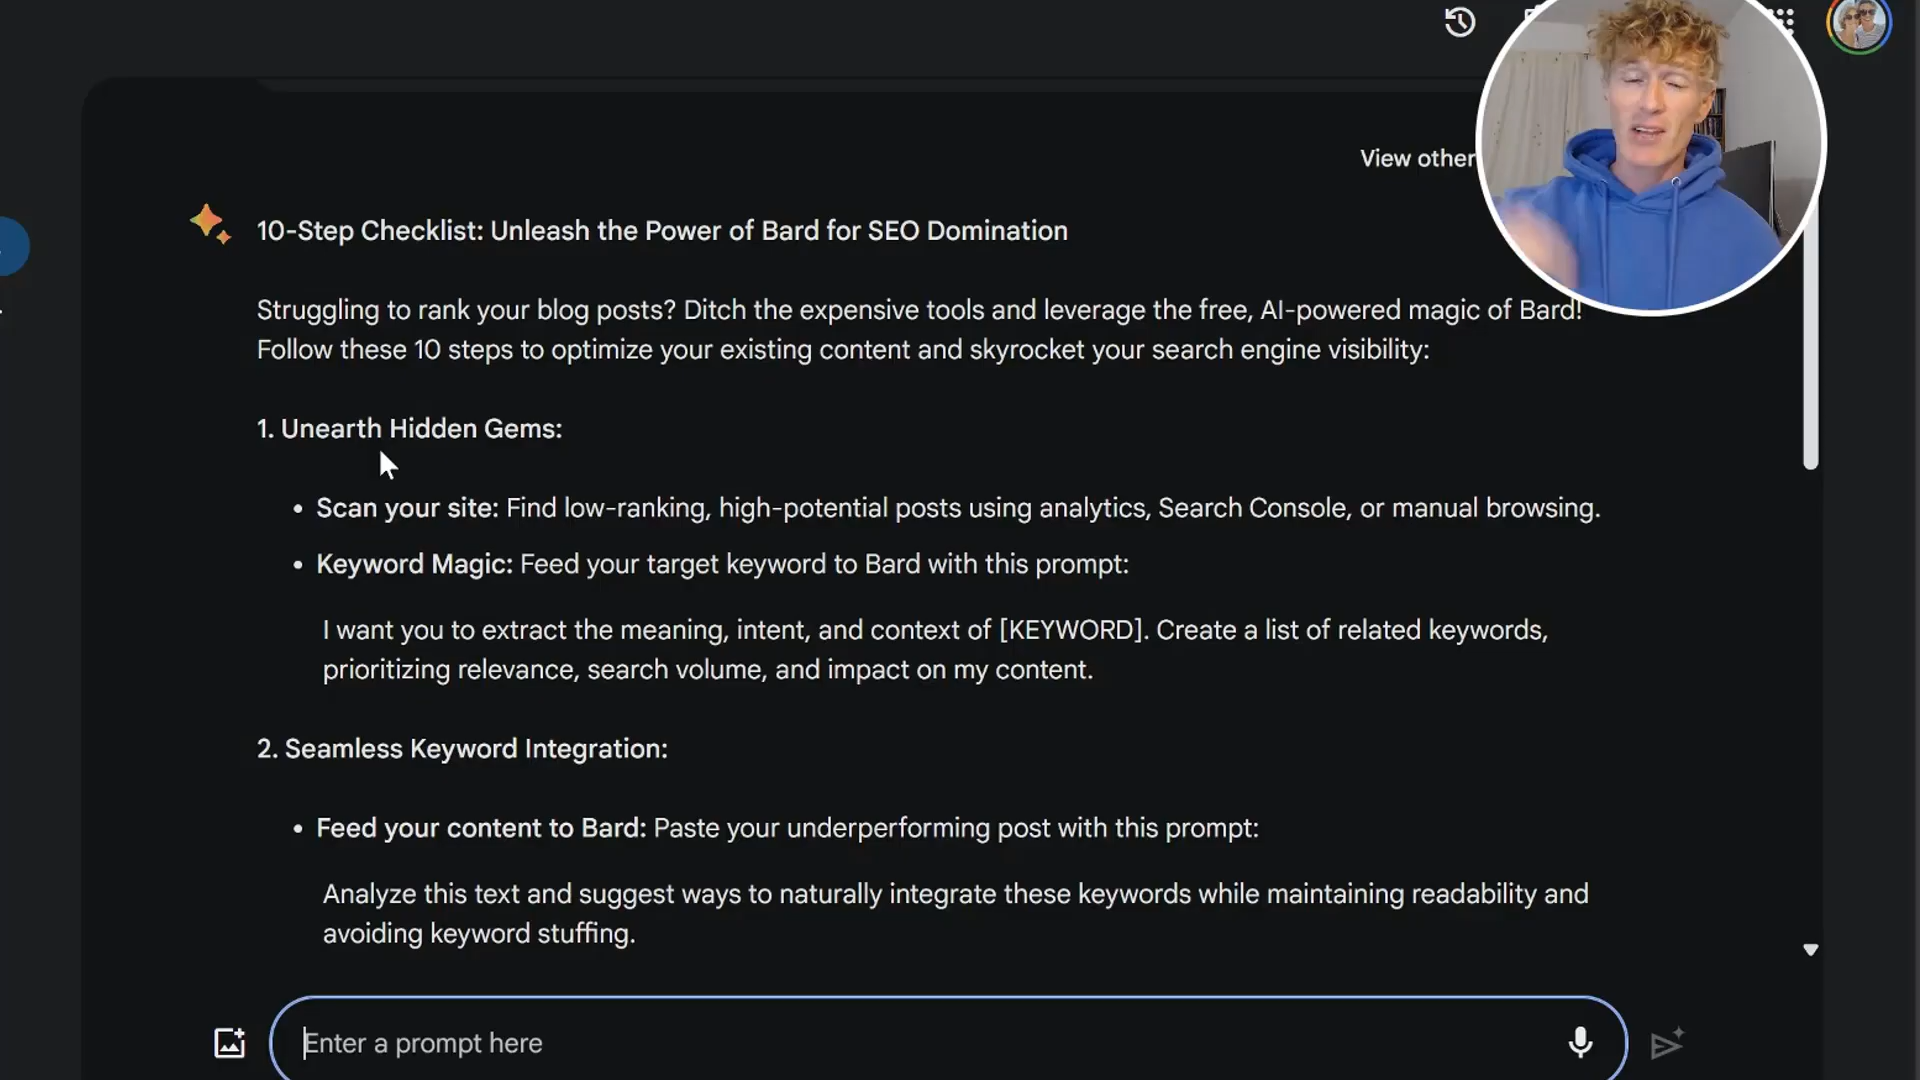 View other
10-Step Checklist: Unleash the Power of Bard for SEO Domination
Struggling to rank your blog posts? Ditch the expensive tools and leverage the free, AI-powered magic of Bard!
Follow these 10 steps to optimize your existing content and skyrocket your search engine visibility:
1. Unearth Hidden Gems:
• Scan your site: Find low-ranking, high-potential posts using analytics, Search Console, or manual browsing.
• Keyword Magic: Feed your target keyword to Bard with this prompt:
I want you to extract the meaning, intent, and context of [KEYWORD]. Create a list of related keywords,
prioritizing relevance, search volume, and impact on my content.
2. Seamless Keyword Integration:
• Feed your content to Bard: Paste your underperforming post with this prompt:
Analyze this text and suggest ways to naturally integrate these keywords while maintaining readability and
avoiding keyword stuffing.
Enter a prompt here